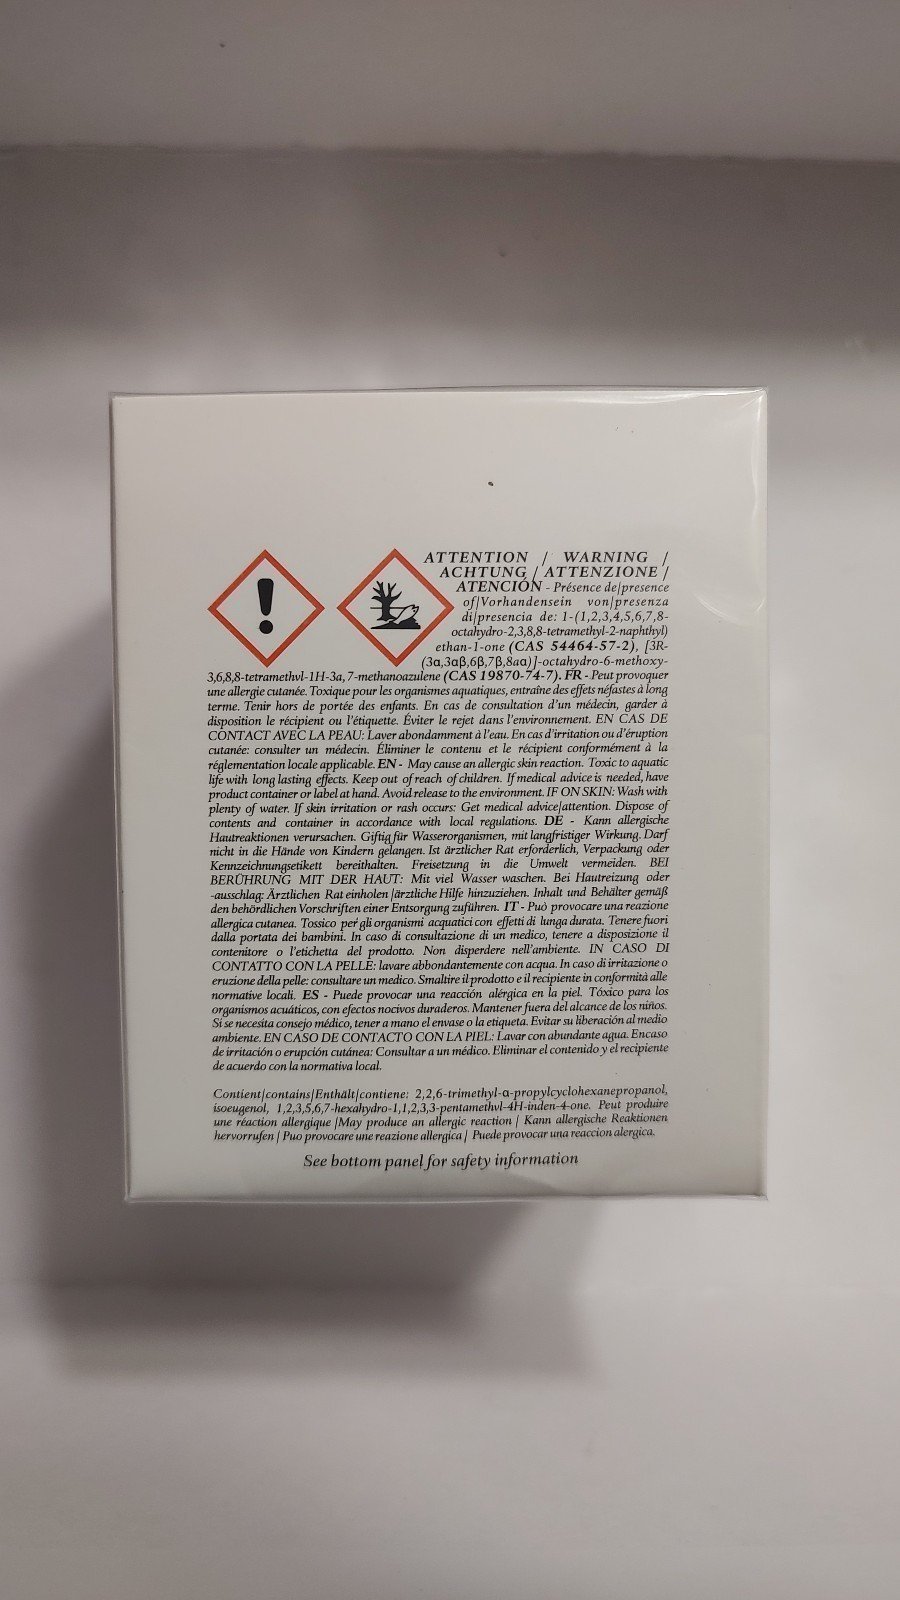 ATTENTION / WARNING /
ACHTUNG / ATTENZIONE /
ATENCIÓN - Présence de|presence
of|Vorhandensein von|presenza
di|presencia de: 1-(1,2,3,4,5,6,7,8-
octahydro-2,3,8,8-tetramethyl-2-naphthyl)
ethan-1-one (CAS 54464-57-2), [3R-
(3α,3αβ,6β,7β,8aα)]-octahydro-6-methoxy-
3,6,8,8-tetramethyl-1H-3a, 7-methanoazulene (CAS 19870-74-7). FR - Peut provoquer
une allergie cutanée. Toxique pour les organismes aquatiques, entraîne des effets néfastes à long
terme. Tenir hors de portée des enfants. En cas de consultation d'un médecin, garder à
disposition le récipient ou l'étiquette. Éviter le rejet dans l'environnement. EN CAS DE
CONTACT AVEC LA PEAU: Laver abondamment à l'eau. En cas d'irritation ou d'éruption
cutanée: consulter un médecin. Éliminer le contenu et le récipient conformément à la
réglementation locale applicable. EN - May cause an allergic skin reaction. Toxic to aquatic
life with long lasting effects. Keep out of reach of children. If medical advice is needed, have
product container or label at hand. Avoid release to the environment. IF ON SKIN: Wash with
plenty of water. If skin irritation or rash occurs: Get medical advice|attention. Dispose of
contents and container in accordance with local regulations. DE - Kann allergische
Hautreaktionen verursachen. Giftig für Wasserorganismen, mit langfristiger Wirkung. Darf
nicht in die Hände von Kindern gelangen. Ist ärztlicher Rat erforderlich, Verpackung oder
Kennzeichnungsetikett bereithalten. Freisetzung in die Umwelt vermeiden. BEI
BERÜHRUNG MIT DER HAUT: Mit viel Wasser waschen. Bei Hautreizung oder
-ausschlag: Ärztlichen Rat einholen |ärztliche Hilfe hinzuziehen. Inhalt und Behälter gemäß
den behördlichen Vorschriften einer Entsorgung zuführen. IT - Può provocare una reazione
allergica cutanea. Tossico per gli organismi acquatici con effetti di lunga durata. Tenere fuori
dalla portata dei bambini. In caso di consultazione di un medico, tenere a disposizione il
contenitore o l'etichetta del prodotto. Non disperdere nell'ambiente. IN CASO DI
CONTATTO CON LA PELLE: lavare abbondantemente con acqua. In caso di irritazione o
eruzione della pelle: consultare un medico. Smaltire il prodotto e il recipiente in conformità alle
normative locali. ES - Puede provocar una reacción alérgica en la piel. Tóxico para los
organismos acuáticos, con efectos nocivos duraderos. Mantener fuera del alcance de los niños.
Si se necesita consejo médico, tener a mano el envase o la etiqueta. Evitar su liberación al medio
ambiente. EN CASO DE CONTACTO CON LA PIEL: Lavar con abundante agua. En caso
de irritación o erupción cutánea: Consultar a un médico. Eliminar el contenido y el recipiente
de acuerdo con la normativa local.
Contient|contains|Enthält|contiene: 2,2,6-trimethyl-α-propylcyclohexanepropanol,
isoeugenol, 1,2,3,5,6,7-hexahydro-1,1,2,3,3-pentamethyl-4H-inden-4-one. Peut produire
une réaction allergique |May produce an allergic reaction | Kann allergische Reaktionen
hervorrufen | Puo provocare una reazione allergica | Puede provocar una reaccion alergica.
See bottom panel for safety information